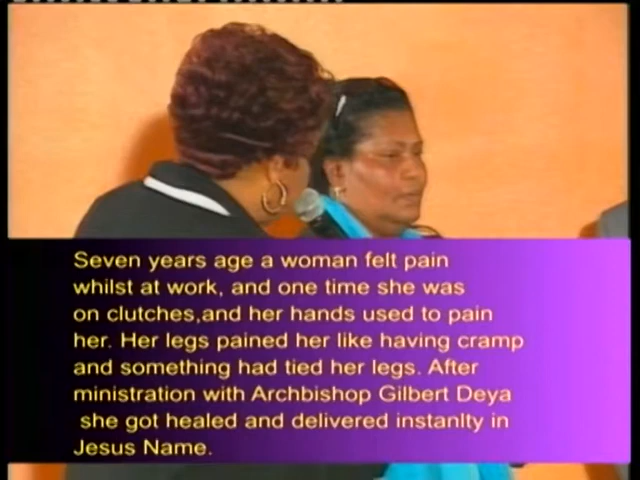 Seven years age a woman felt pain
whilst at work, and one time she was
on clutches,and her hands used to pain
her. Her legs pained her like having cramp
and something had tied her legs. After
ministration with Archbishop Gilbert Deya
she got healed and delivered instanlty in
Jesus Name.